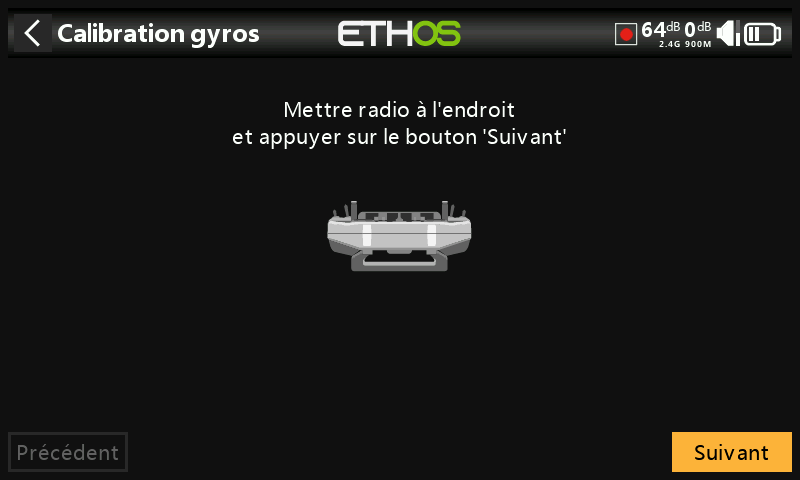 Calibration gyros
ETHOS
64dB 0dB
2.4G 900M
Mettre radio à l'endroit
et appuyer sur le bouton 'Suivant'
Précédent
Suivant